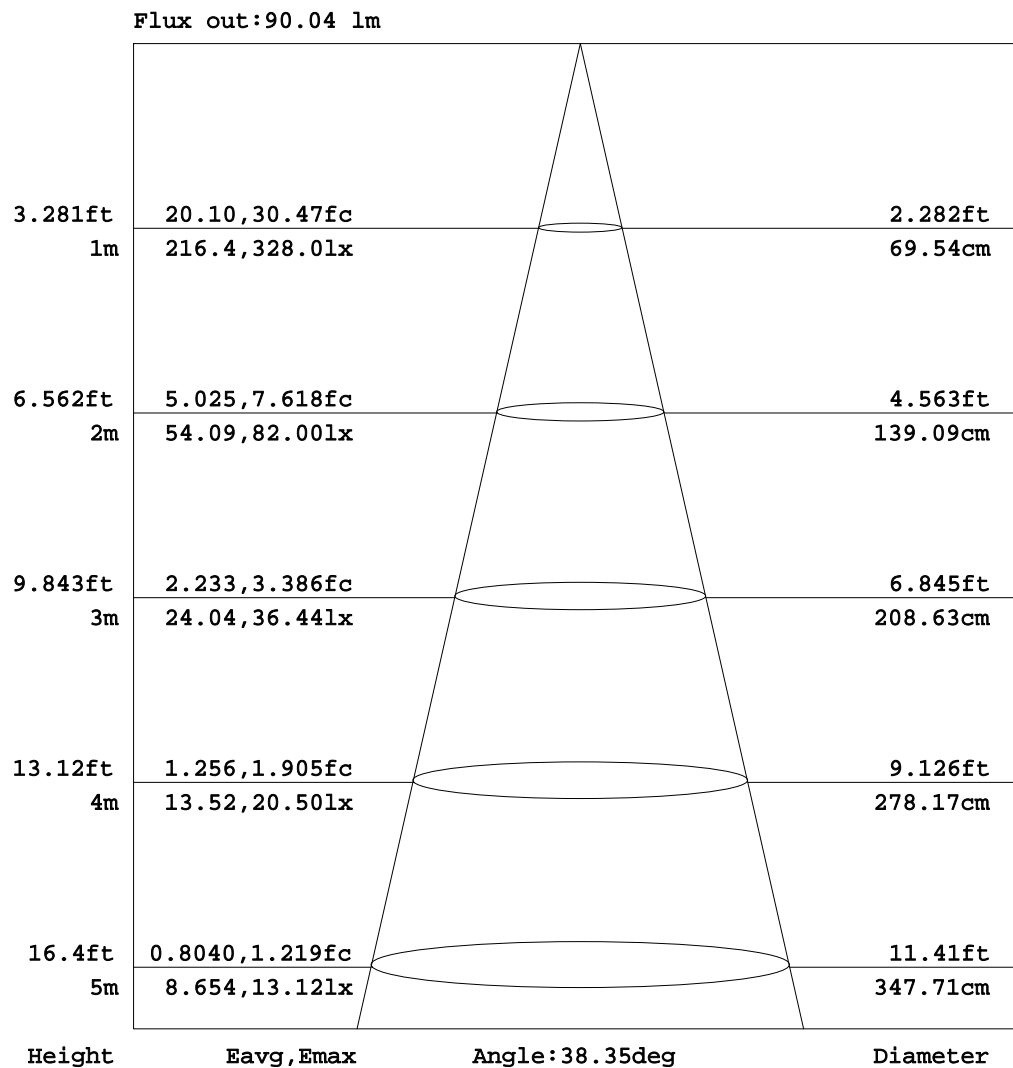 Flux out:90.04 lm
3.281ft 20.10,30.47fc 2.282ft
1m 216.4,328.0lx 69.54cm
6.562ft 5.025,7.618fc 4.563ft
2m 54.09,82.00lx 139.09cm
9.843ft 2.233,3.386fc 6.845ft
3m 24.04,36.44lx 208.63cm
13.12ft 1.256,1.905fc 9.126ft
4m 13.52,20.50lx 278.17cm
16.4ft 0.8040,1.219fc 11.41ft
5m 8.654,13.12lx 347.71cm
Height Eavg,Emax Angle:38.35deg Diameter